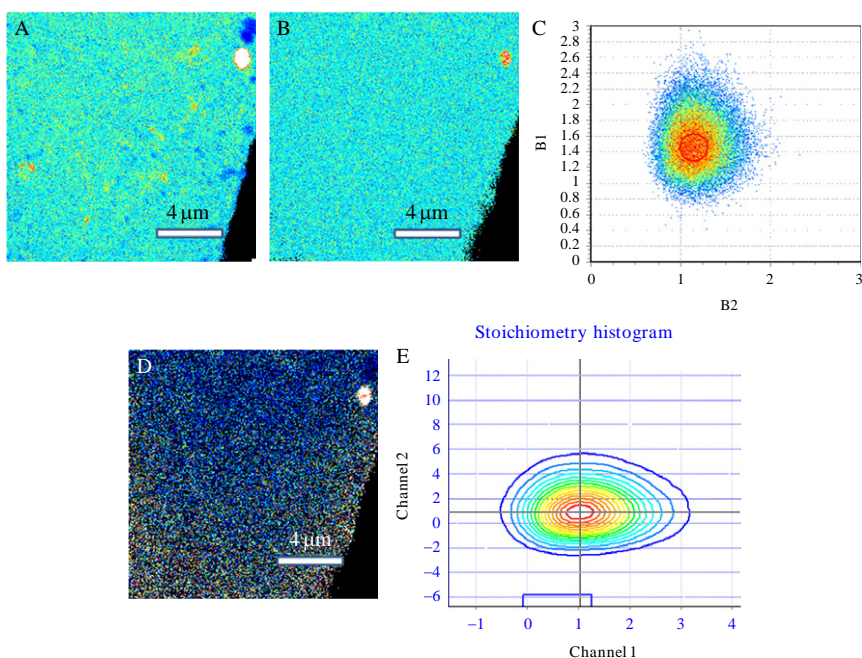 A
4 μm
B
4 μm
C
3
2.8
2.6
2.4
2.2
2
1.8
1.6
1.4
1.2
1
0.8
0.6
0.4
0.2
0
B1
0 1 2 3
B2
D
4 μm
E
Stoichiometry histogram
12
10
8
6
4
2
0
−2
−4
−6
Channel 2
−1 0 1 2 3 4
Channel 1